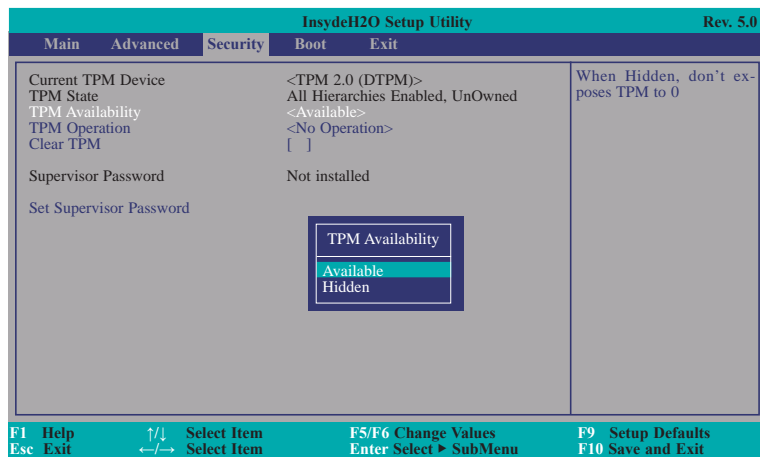 InsydeH2O Setup Utility Rev. 5.0
Main Advanced Security Boot Exit
Current TPM Device <TPM 2.0 (DTPM)>
TPM State All Hierarchies Enabled, UnOwned
TPM Availability <Available>
TPM Operation <No Operation>
Clear TPM [ ]
Supervisor Password Not installed
Set Supervisor Password
When Hidden, don't ex-
poses TPM to 0
TPM Availability
Available
Hidden
F1 Help ↑/↓ Select Item F5/F6 Change Values F9 Setup Defaults
Esc Exit ←/→ Select Item Enter Select ► SubMenu F10 Save and Exit